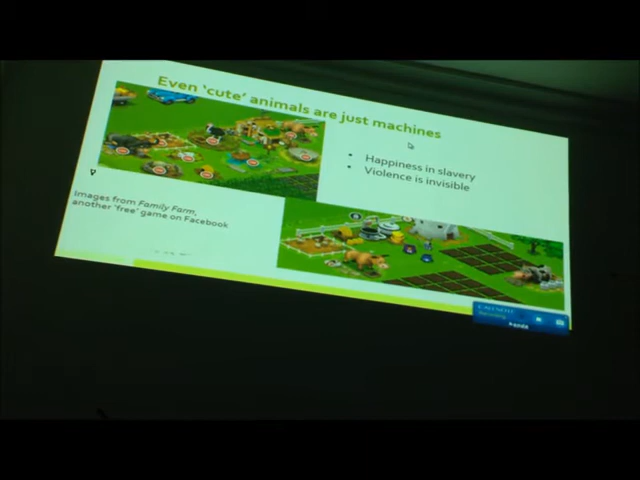 Even 'cute' animals are just machines
• Happiness in slavery
• Violence is invisible
Images from Family Farm,
another 'free' game on Facebook
Recording